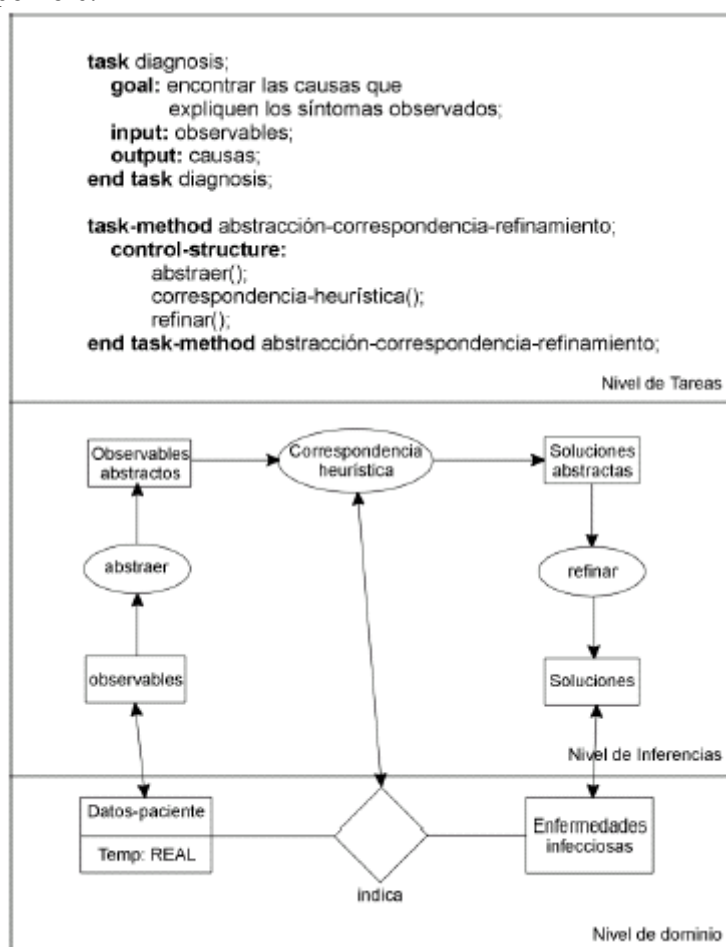 task diagnosis;
goal: encontrar las causas que
expliquen los síntomas observados;
input: observables;
output: causas;
end task diagnosis;
task-method abstracción-correspondencia-refinamiento;
control-structure:
abstraer();
correspondencia-heurística();
refinar();
end task-method abstracción-correspondencia-refinamiento;
Nivel de Tareas
Observables
abstractos
Correspondencia
heurística
Soluciones
abstractas
abstraer
refinar
observables
Soluciones
Nivel de Inferencias
Datos-paciente
Temp: REAL
indica
Enfermedades
infecciosas
Nivel de dominio